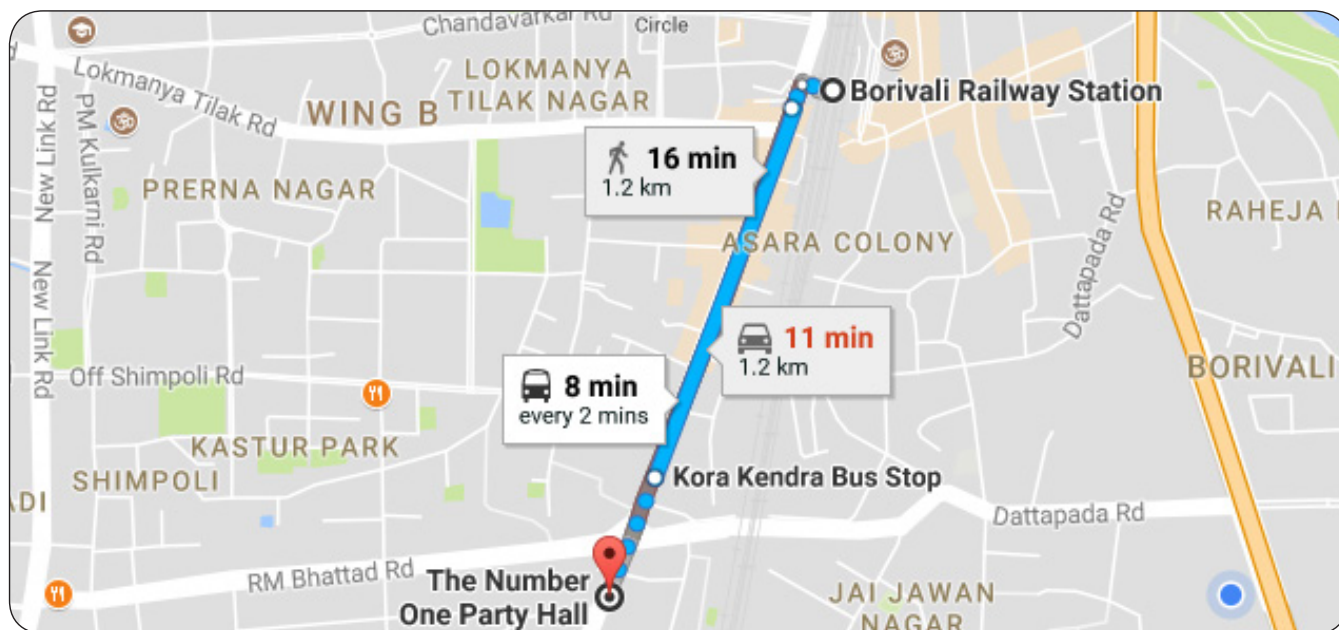 Chandavarkar Rd
Circle
Lokmanya Tilak Rd
LOKMANYA
TILAK NAGAR
WING B
Borivali Railway Station
New Link Rd
PM Kulkarni Rd
16 min
1.2 km
PRERNA NAGAR
Dattapada Rd
RAHEJA
ASARA COLONY
New Link Rd
11 min
1.2 km
Off Shimpoli Rd
8 min
every 2 mins
BORIVALI
KASTUR PARK
SHIMPOLI
Kora Kendra Bus Stop
ADI
Dattapada Rd
RM Bhattad Rd
The Number
One Party Hall
JAI JAWAN
NAGAR